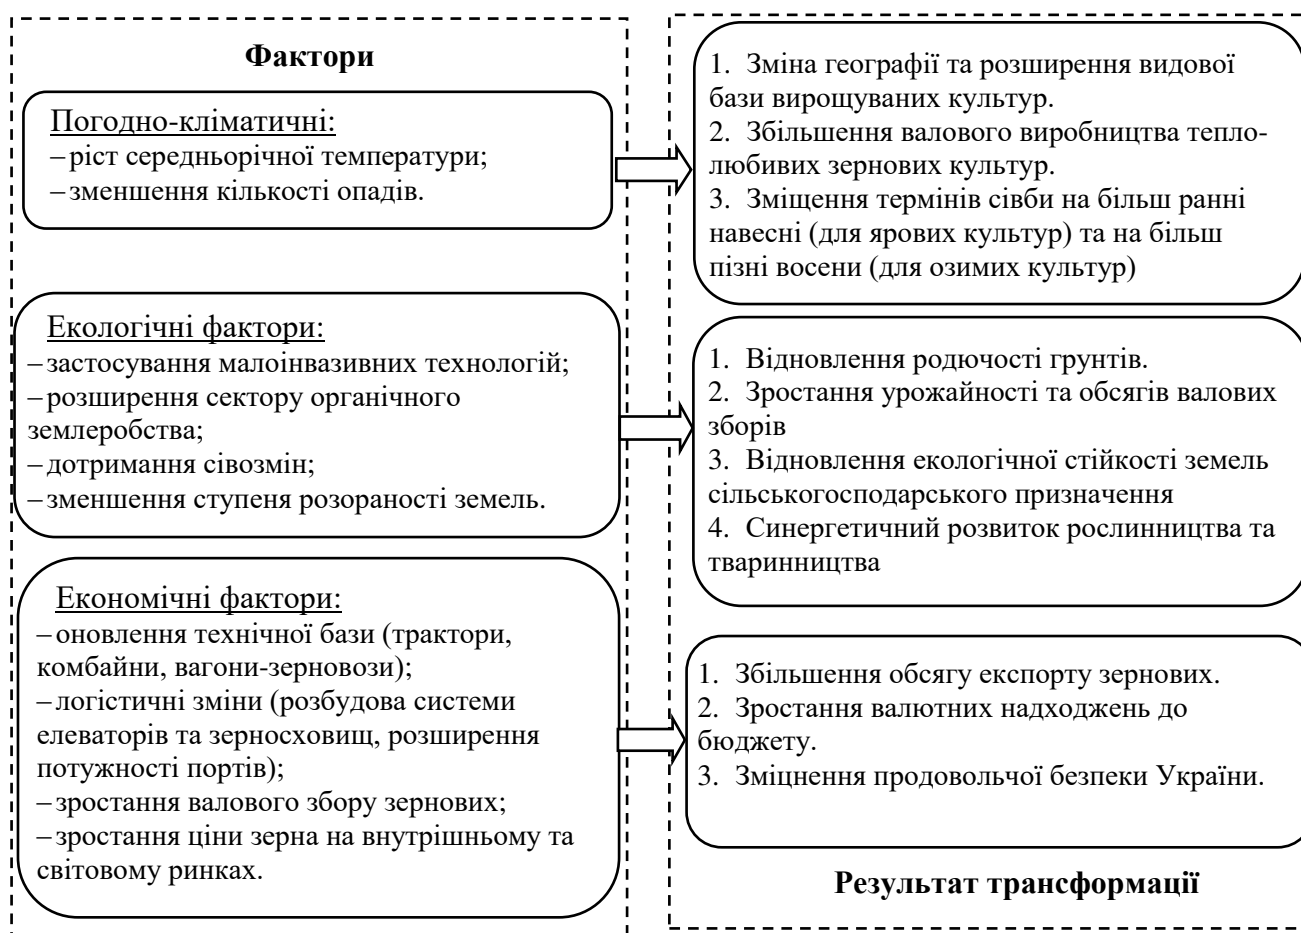 Фактори
Погодно-кліматичні:
– ріст середньорічної температури;
– зменшення кількості опадів.
Екологічні фактори:
– застосування малоінвазивних технологій;
– розширення сектору органічного
землеробства;
– дотримання сівозмін;
– зменшення ступеня розораності земель.
Економічні фактори:
– оновлення технічної бази (трактори,
комбайни, вагони-зерновози);
– логістичні зміни (розбудова системи
елеваторів та зерносховищ, розширення
потужності портів);
– зростання валового збору зернових;
– зростання ціни зерна на внутрішньому та
світовому ринках.
1. Зміна географії та розширення видової
бази вирощуваних культур.
2. Збільшення валового виробництва тепло-
любивих зернових культур.
3. Зміщення термінів сівби на більш ранні
навесні (для ярових культур) та на більш
пізні восени (для озимих культур)
1. Відновлення родючості грунтів.
2. Зростання урожайності та обсягів валових
зборів
3. Відновлення екологічної стійкості земель
сільськогосподарського призначення
4. Синергетичний розвиток рослинництва та
тваринництва
1. Збільшення обсягу експорту зернових.
2. Зростання валютних надходжень до
бюджету.
3. Зміцнення продовольчої безпеки України.
Результат трансформації